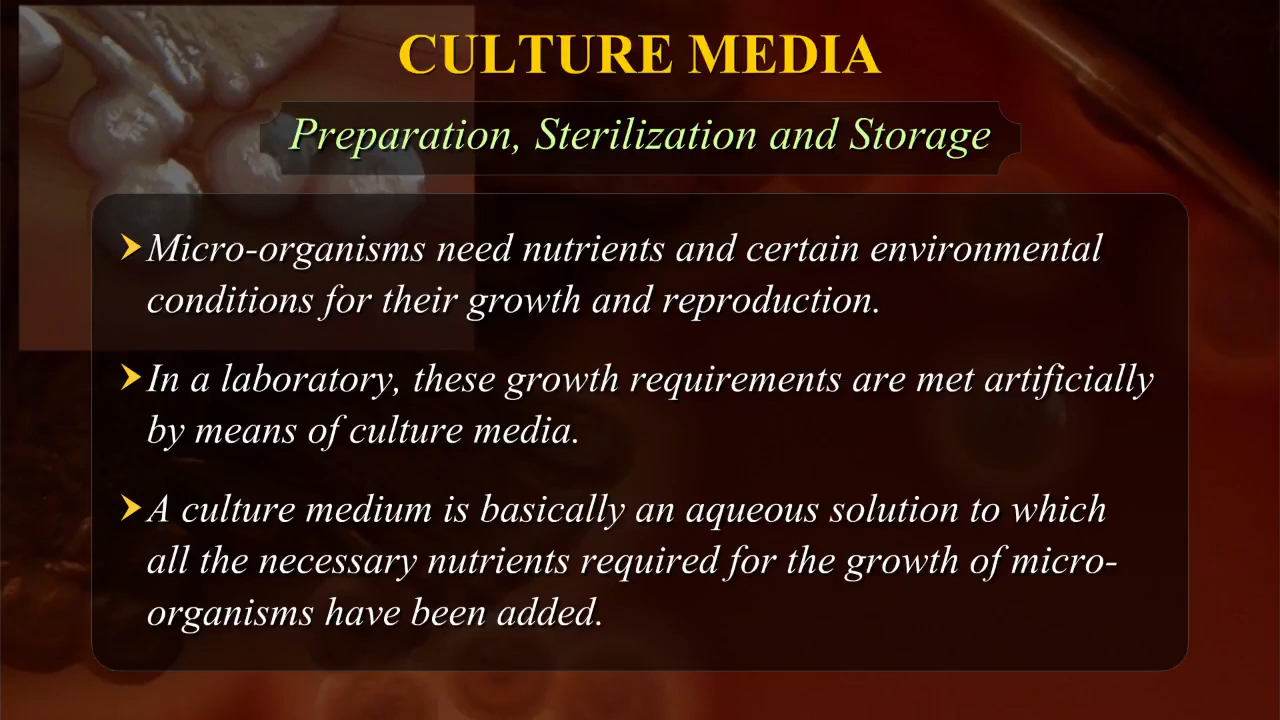 CULTURE MEDIA
Preparation, Sterilization and Storage
Micro-organisms need nutrients and certain environmental
conditions for their growth and reproduction.
In a laboratory, these growth requirements are met artificially
by means of culture media.
A culture medium is basically an aqueous solution to which
all the necessary nutrients required for the growth of micro-
organisms have been added.